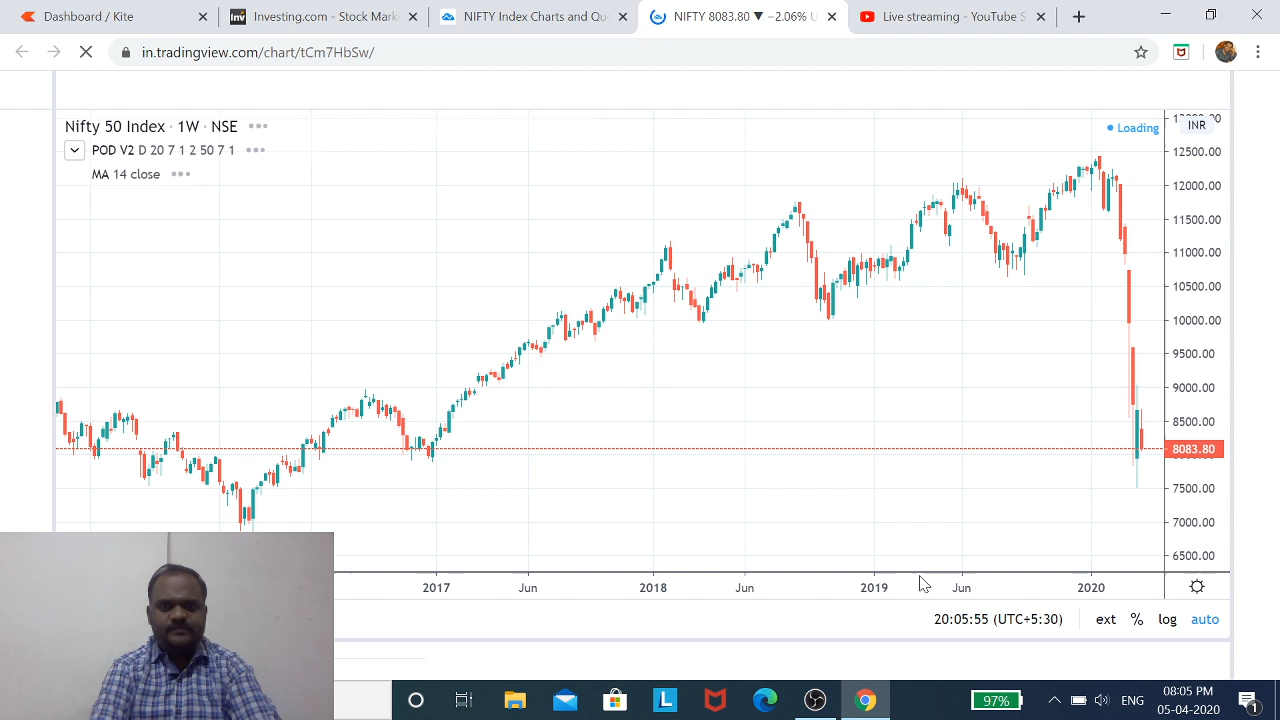 Dashboard / Kite
Inv
Investing.com - Stock Mark
NIFTY Index Charts and Qu
NIFTY 8083.80 ▼ −2.06% U
Live streaming - YouTube S
in.tradingview.com/chart/tCm7HbSw/
Nifty 50 Index · 1W · NSE
POD V2 D 20 7 1 2 50 7 1
MA 14 close
Loading
INR
12500.00
12000.00
11500.00
11000.00
10500.00
10000.00
9500.00
9000.00
8500.00
8083.80
7500.00
7000.00
6500.00
2017 Jun 2018 Jun 2019 Jun 2020
20:05:55 (UTC+5:30) ext % log auto
L
97%
ENG
08:05 PM
05-04-2020
1